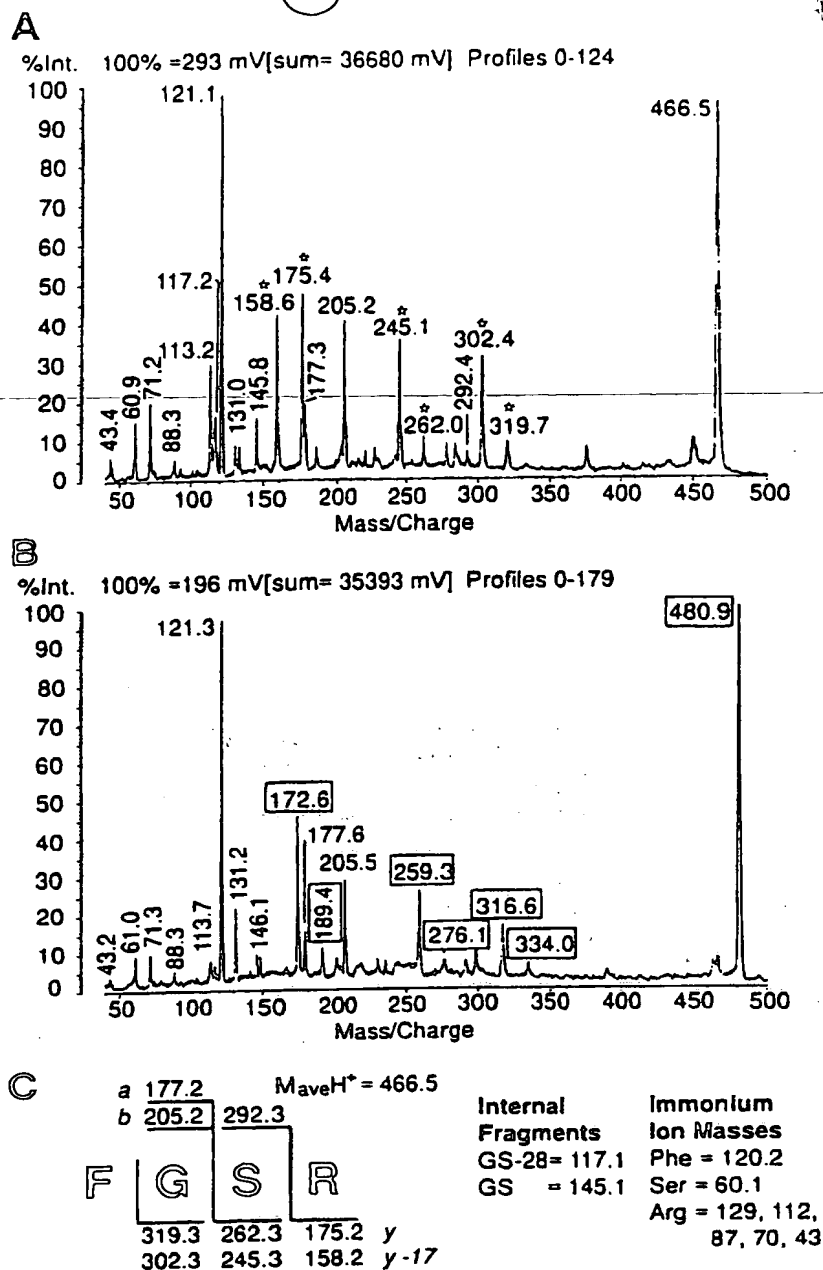 A
%Int. 100% =293 mV[sum= 36680 mV] Profiles 0-124
100
90
80
70
60
50
40
30
20
10
0
43.4
60.9
71.2
88.3
113.2
117.2
121.1
131.0
145.8
☆
158.6
☆
175.4
177.3
205.2
☆
245.1
☆
262.0
292.4
☆
302.4
☆
319.7
466.5
50 100 150 200 250 300 350 400 450 500
Mass/Charge
B
%Int. 100% =196 mV[sum= 35393 mV] Profiles 0-179
100
90
80
70
60
50
40
30
20
10
0
43.2
61.0
71.3
88.3
113.7
121.3
131.2
146.1
172.6
177.6
189.4
205.5
259.3
276.1
316.6
334.0
480.9
50 100 150 200 250 300 350 400 450 500
Mass/Charge
C
a 177.2 MaveH+ = 466.5
b 205.2 292.3
F G S R
319.3 262.3 175.2 y
302.3 245.3 158.2 y -17
Internal
Fragments
GS-28= 117.1
GS = 145.1
Immonium
Ion Masses
Phe = 120.2
Ser = 60.1
Arg = 129, 112,
87, 70, 43